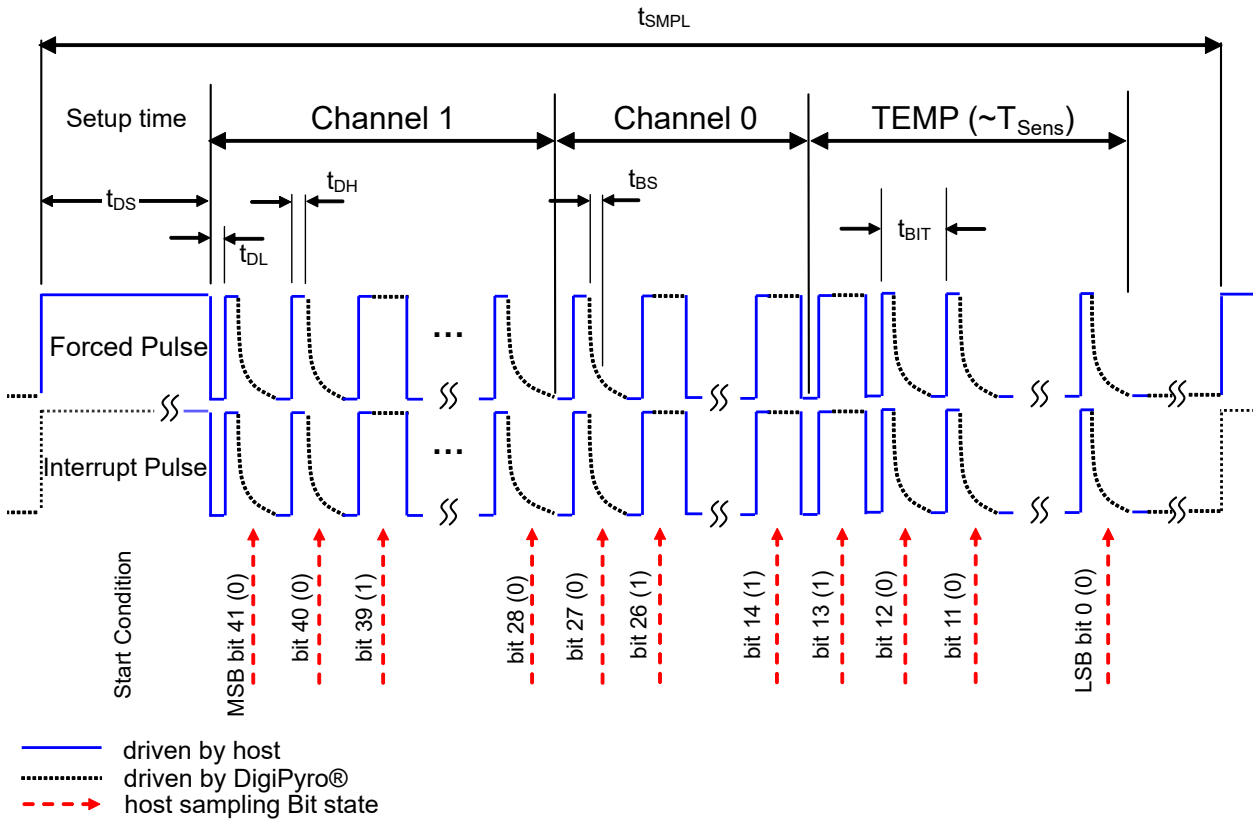 tSMPL
Setup time
Channel 1
Channel 0
TEMP (~TSens)
tDS
tDH
tBS
tBIT
tDL
Forced Pulse
...
Interrupt Pulse
...
Start Condition
MSB bit 41 (0)
bit 40 (0)
bit 39 (1)
bit 28 (0)
bit 27 (0)
bit 26 (1)
bit 14 (1)
bit 13 (1)
bit 12 (0)
bit 11 (0)
LSB bit 0 (0)
driven by host
driven by DigiPyro®
host sampling Bit state